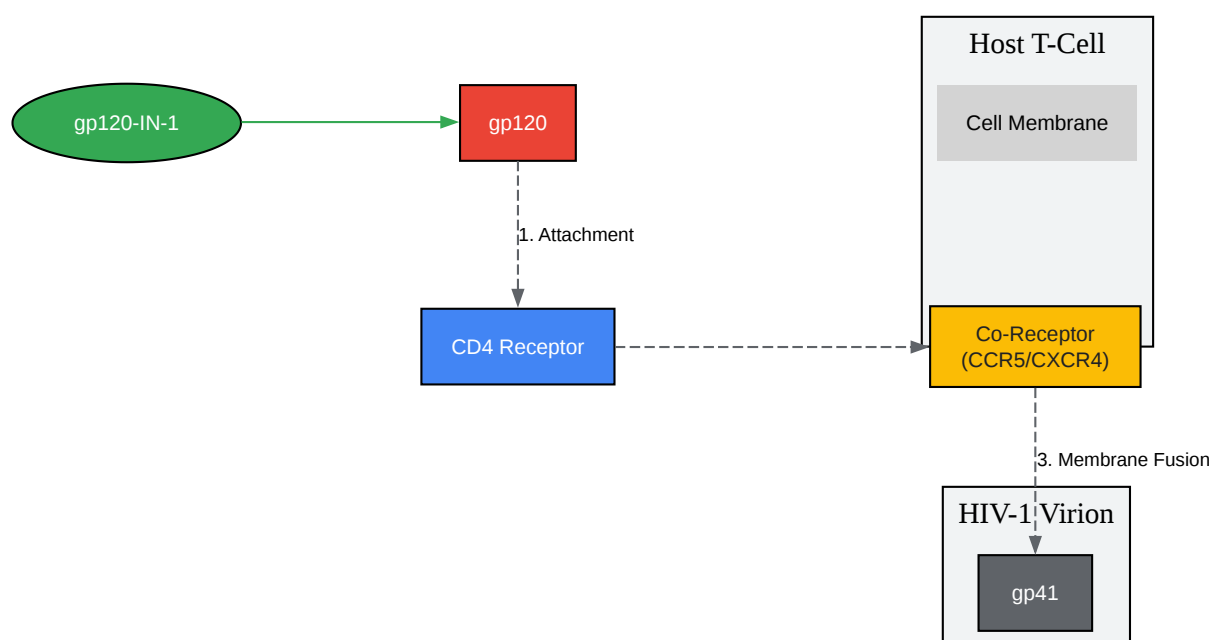 Host T-Cell
gp120-IN-1
gp120
Cell Membrane
1. Attachment
CD4 Receptor
Co-Receptor
(CCR5/CXCR4)
3. Membrane Fusion
HIV-1 Virion
gp41